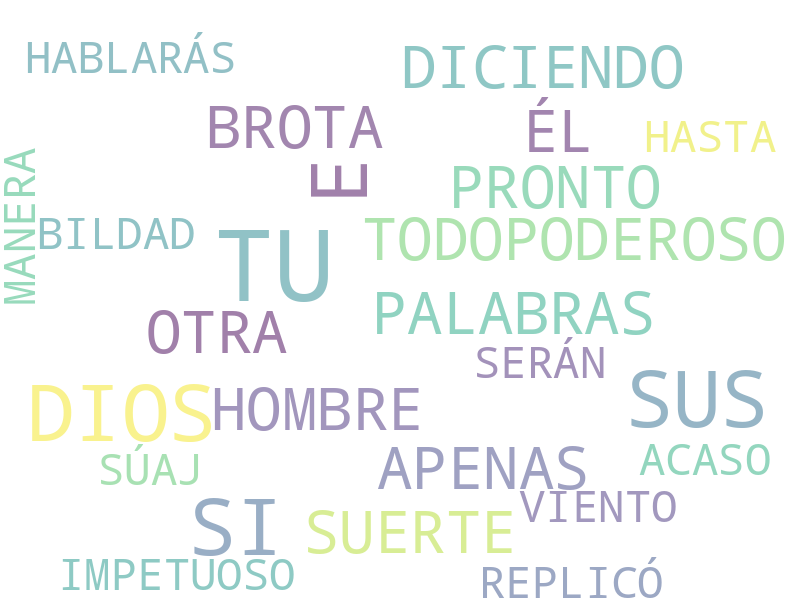 HABLARÁS
DICIENDO
BROTA
ÉL
HASTA
E
PRONTO
MANERA
BILDAD
TU
TODOPODEROSO
OTRA
PALABRAS
SERÁN
DIOS
HOMBRE
SUS
SÚAJ
APENAS
ACASO
SI
SUERTE
VIENTO
IMPETUOSO
REPLICÓ